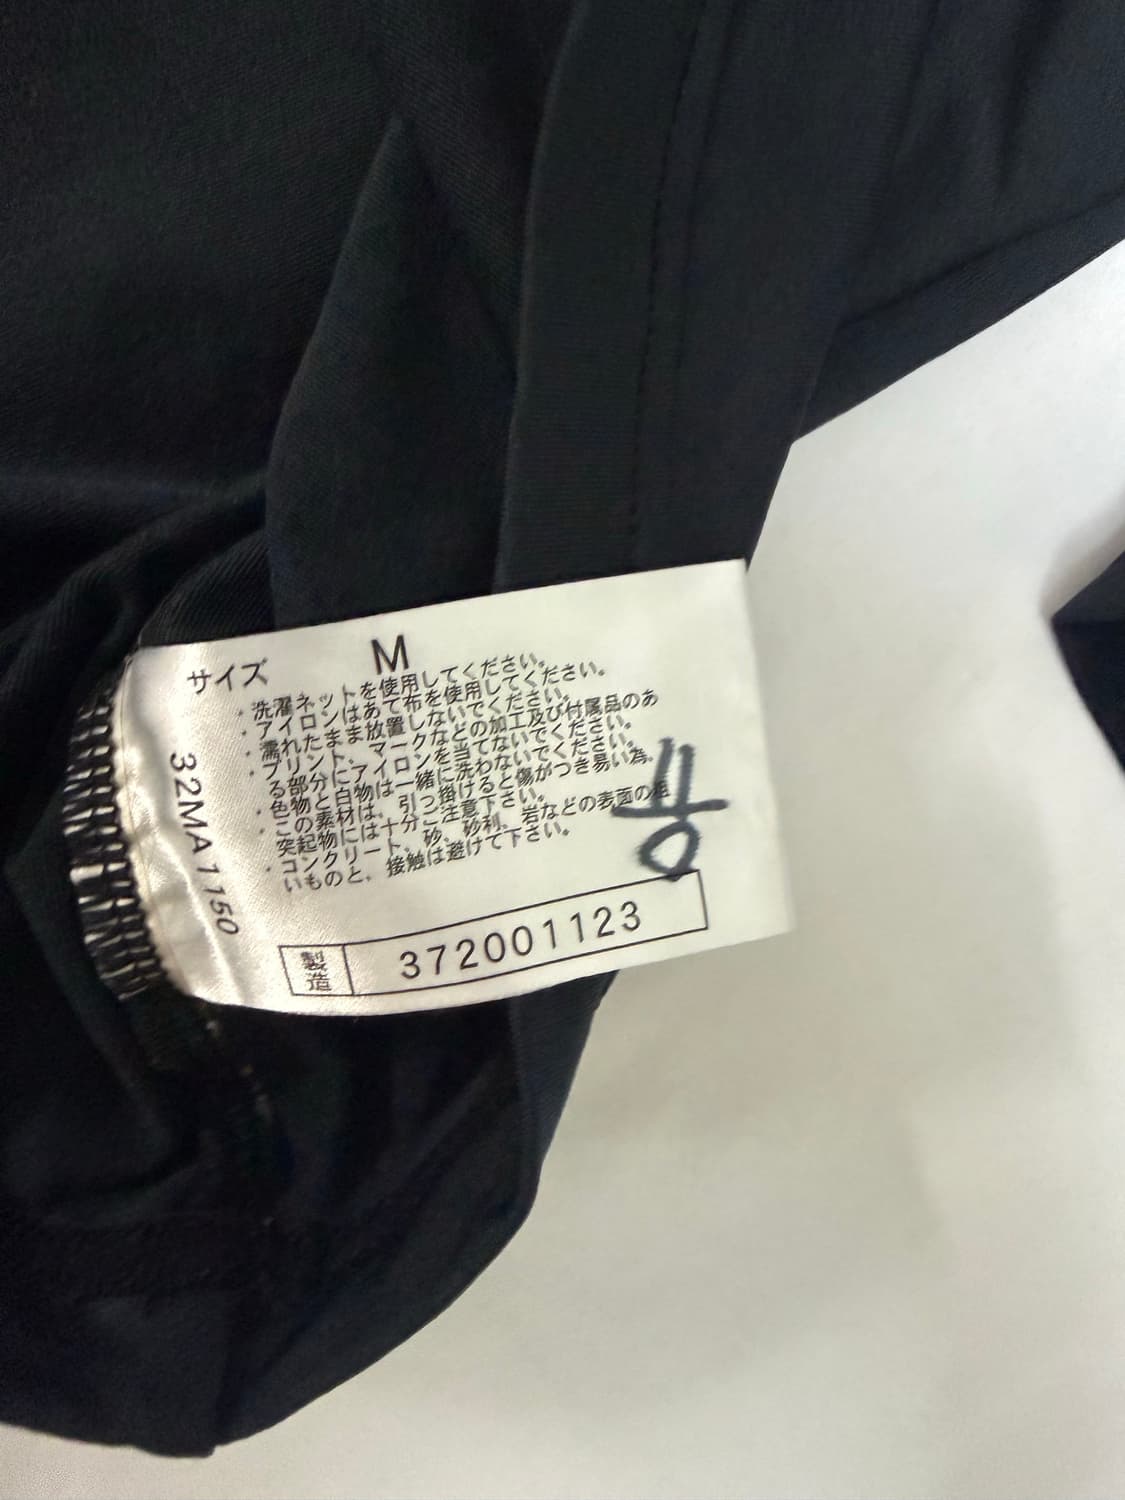 サイズ M
・洗濯ネットを使用してください。
・アイロンはあて布を使用してください。
・濡れたまま放置しないでください。
・プリント、マークなどの加工及び付属品のあ
る部分にアイロンを当てないでください。
・色物と白物は一緒に洗わないでください。
・この素材は、引っ掛けると傷がつき易い為、
突起物には十分ご注意下さい。
・コンクリート、砂、砂利、岩などの表面の粗
いものと、接触は避けて下さい。
32MA1150
製造 372001123